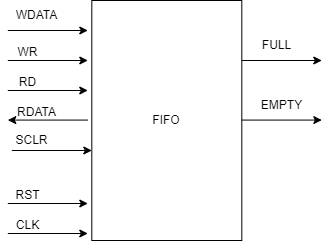 WDATA
WR
RD
RDATA
SCLR
RST
CLK
FIFO
FULL
EMPTY